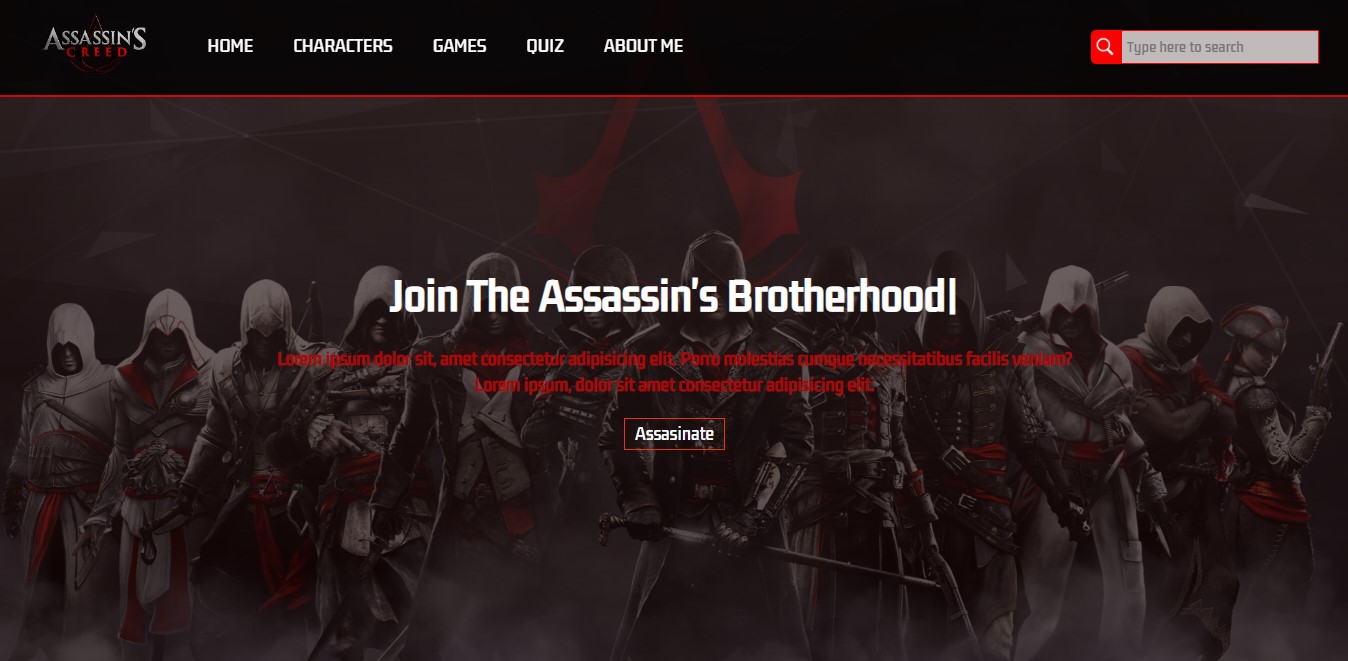 ASSASSIN'S
CREED
HOME
CHARACTERS
GAMES
QUIZ
ABOUT ME
Type here to search
Join The Assassin's Brotherhood|
Lorem ipsum dolor sit, amet consectetur adipisicing elit. Porro molestias cumque necessitatibus facilis veniam?
Lorem ipsum, dolor sit amet consectetur adipisicing elit.
Assasinate